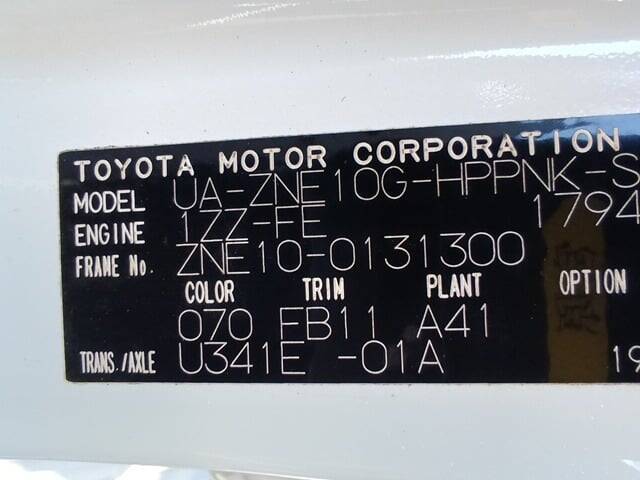 TOYOTA MOTOR CORPORATION
MODEL UA-ZNE10G-HPPNK-S
ENGINE 1ZZ-FE 1794
FRAME No. ZNE10-0131300
COLOR TRIM PLANT OPTION
070 FB11 A41
TRANS./AXLE U341E -01A 19